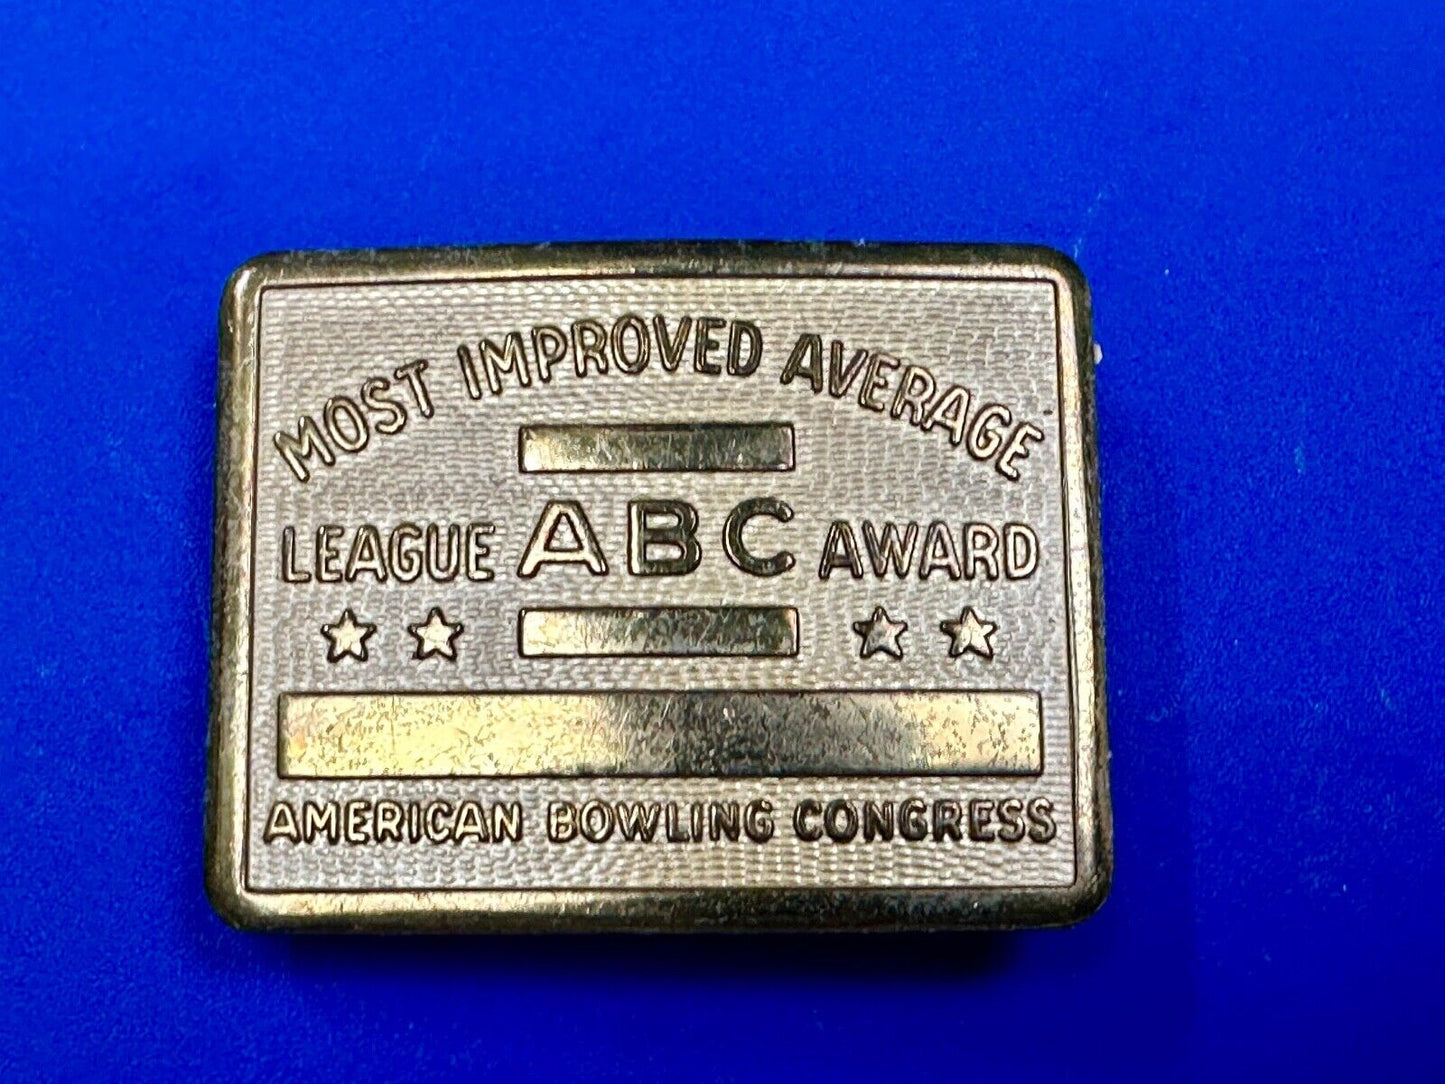 MOST IMPROVED AVERAGE
LEAGUE ABC AWARD
AMERICAN BOWLING CONGRESS